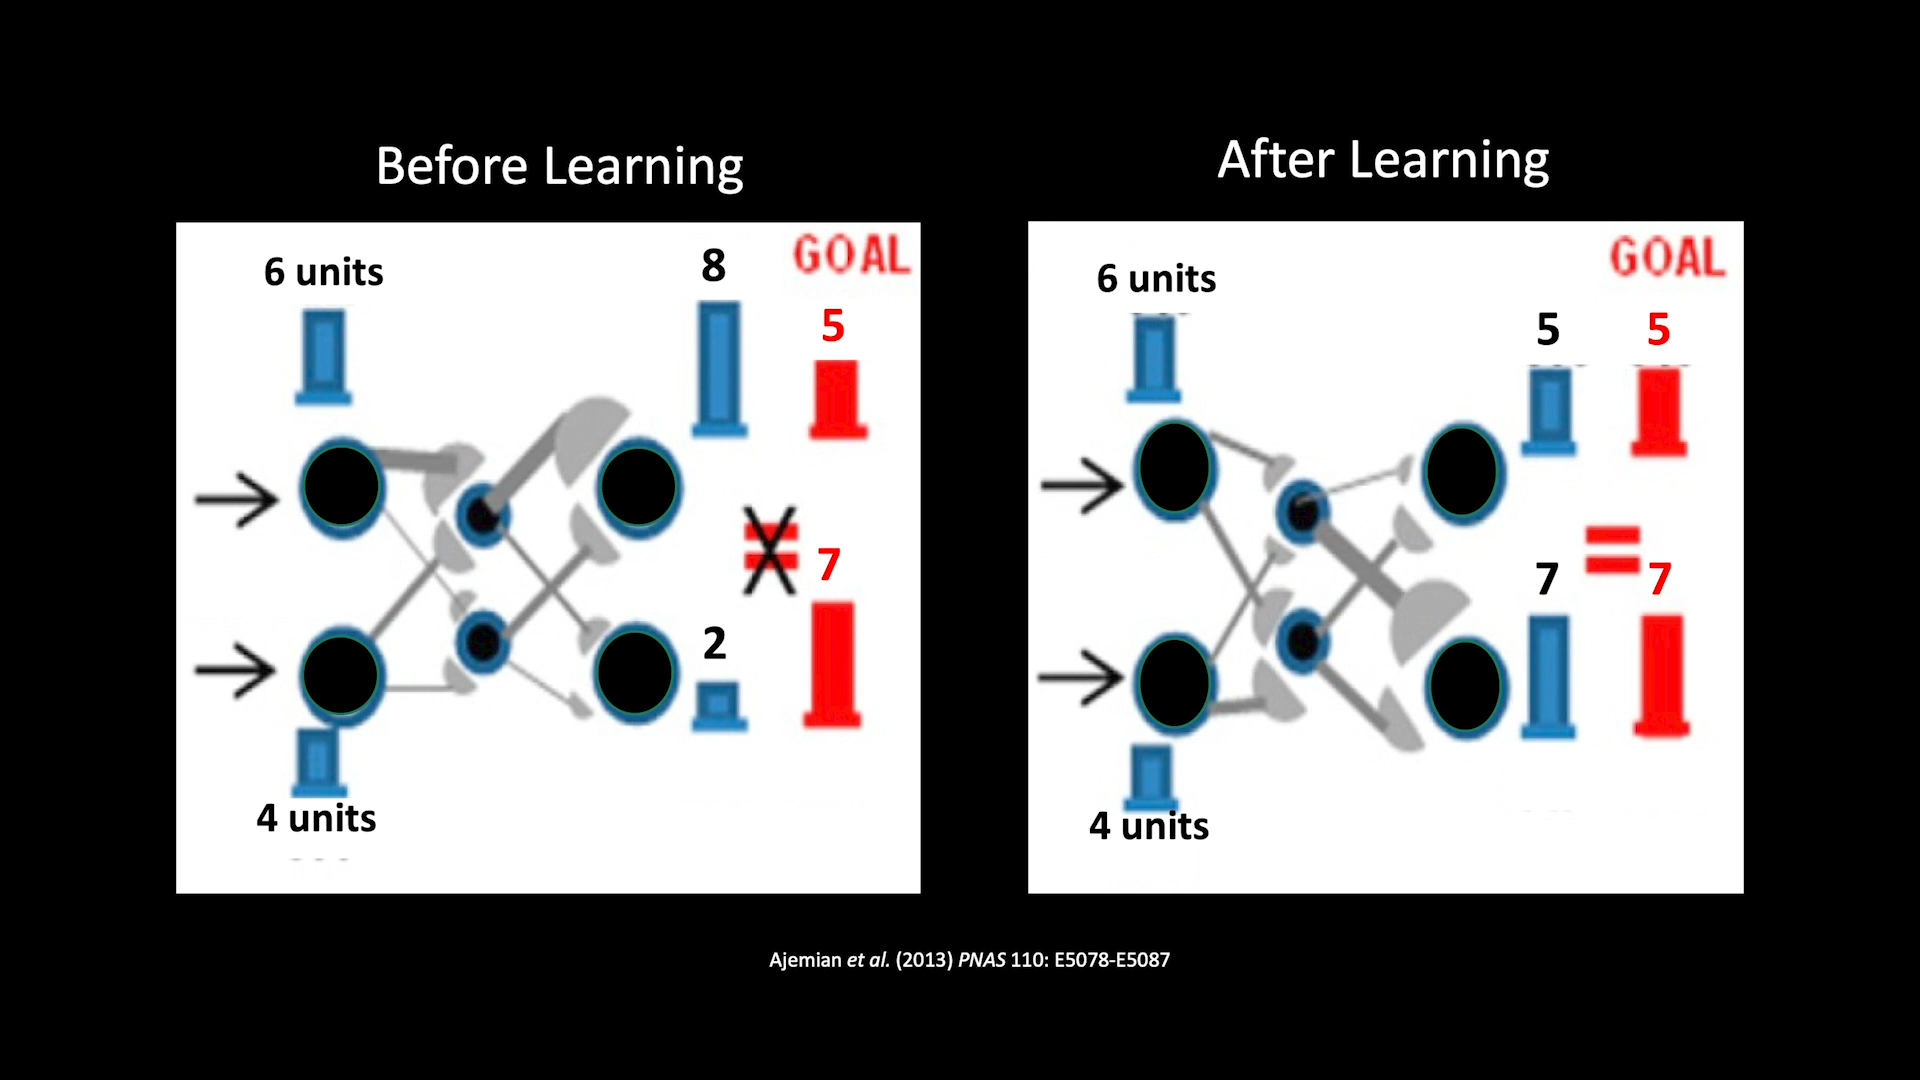 Before Learning
After Learning
6 units
8
GOAL
5
7
2
4 units
6 units
GOAL
5
5
7
7
4 units
Ajemian et al. (2013) PNAS 110: E5078-E5087